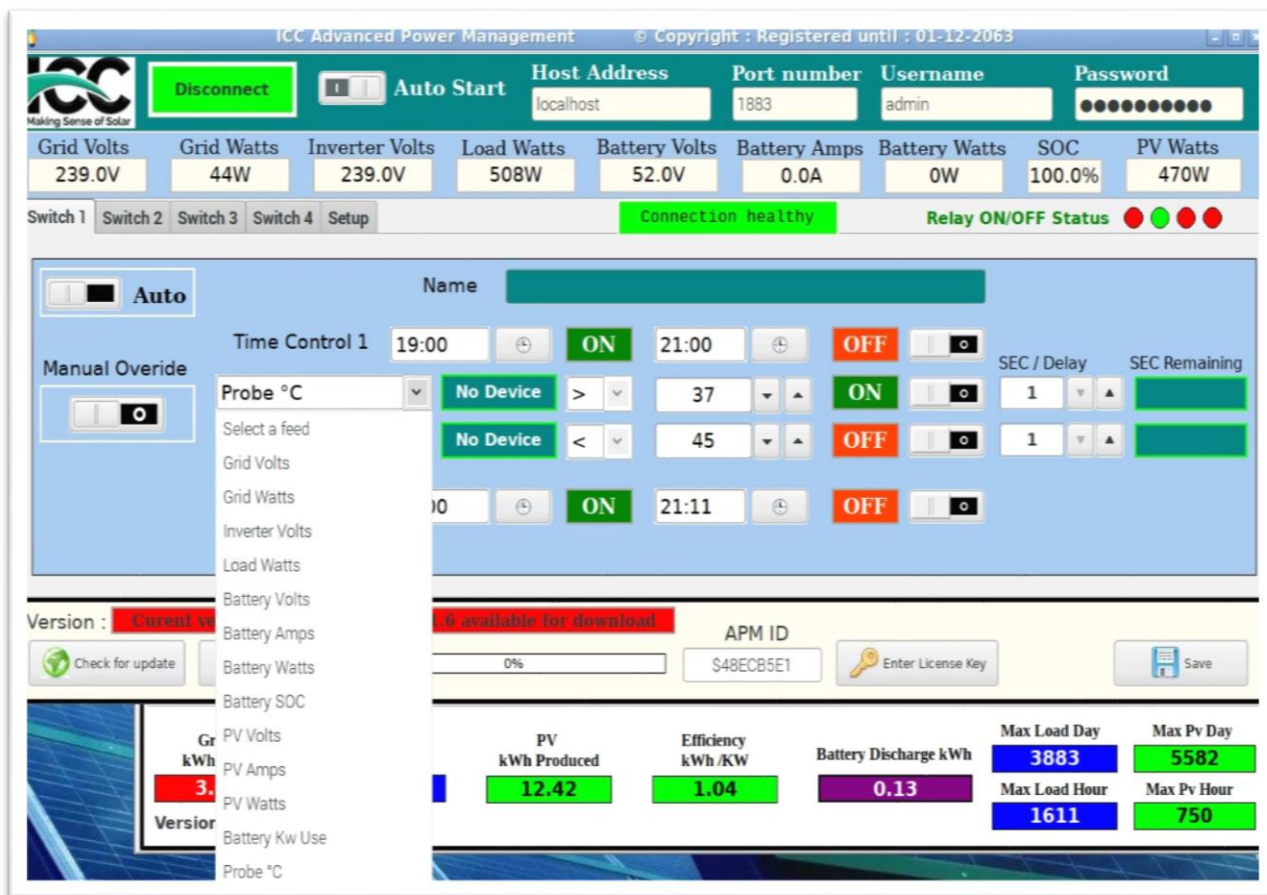 ICC Advanced Power Management © Copyright : Registered until : 01-12-2063
ICC
Making Sense of Solar
Disconnect
Auto Start
Host Address Port number Username Password
localhost 1883 admin ●●●●●●●●●●
Grid Volts Grid Watts Inverter Volts Load Watts Battery Volts Battery Amps Battery Watts SOC PV Watts
239.0V 44W 239.0V 508W 52.0V 0.0A 0W 100.0% 470W
Switch 1 Switch 2 Switch 3 Switch 4 Setup Connection healthy Relay ON/OFF Status
Auto Name
Time Control 1 19:00 ON 21:00 OFF
Manual Overide SEC / Delay SEC Remaining
Probe °C No Device > 37 ON 1
No Device < 45 OFF 1
ON 21:11 OFF
Select a feed
Grid Volts
Grid Watts
Inverter Volts
Load Watts
Battery Volts
Battery Amps
Battery Watts
Battery SOC
PV Volts
PV Amps
PV Watts
Battery Kw Use
Probe °C
Version : Curent .6 available for download
Check for update 0% APM ID
$48ECB5E1 Enter License Key Save
PV
kWh Produced
12.42
Efficiency
kWh /KW
1.04
Battery Discharge kWh
0.13
Max Load Day Max Pv Day
3883 5582
Max Load Hour Max Pv Hour
1611 750
kWh
3.
Version